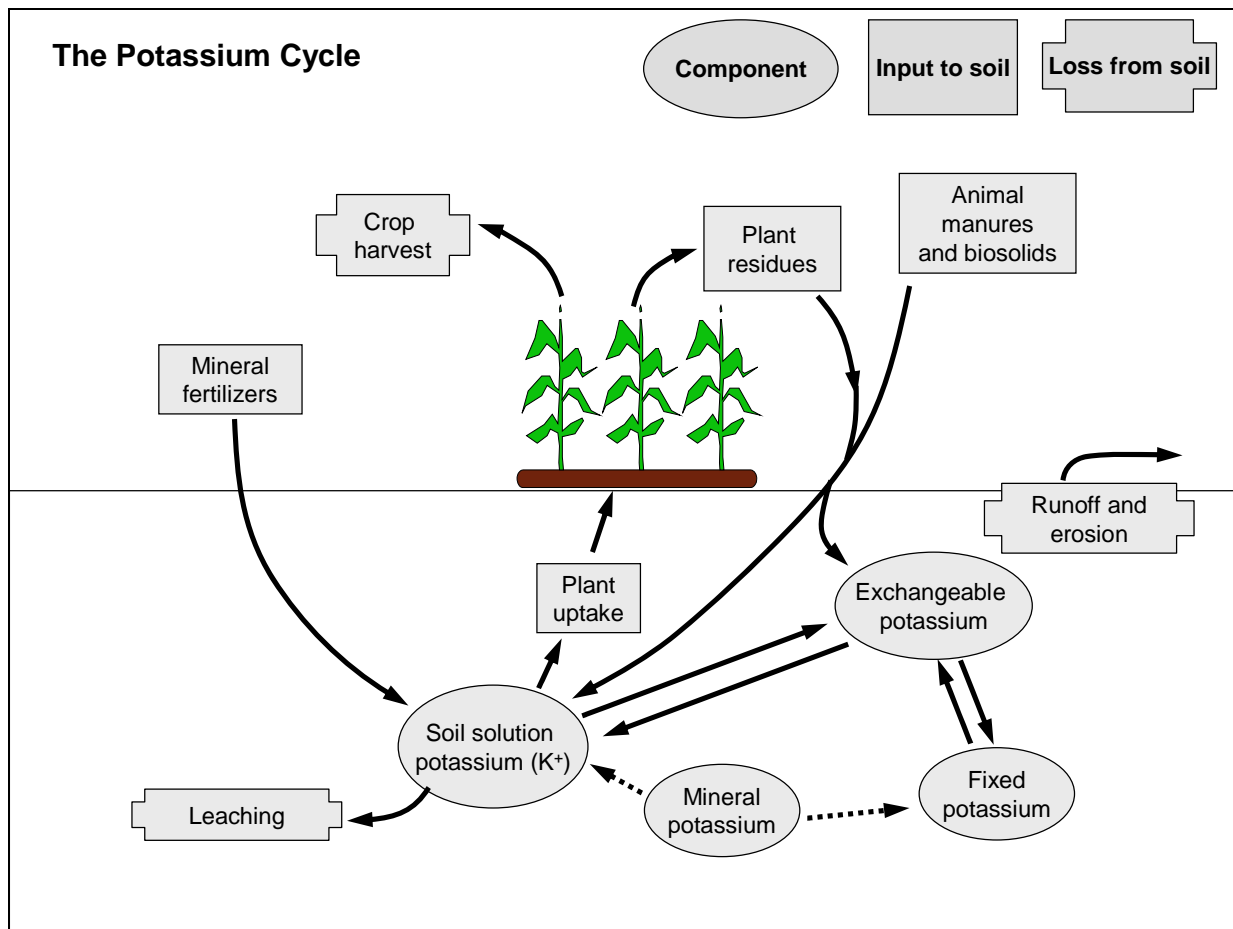 The Potassium Cycle
Component
Input to soil
Loss from soil
Crop
harvest
Plant
residues
Animal
manures
and biosolids
Mineral
fertilizers
Runoff and
erosion
Plant
uptake
Exchangeable
potassium
Soil solution
potassium (K⁺)
Mineral
potassium
Fixed
potassium
Leaching